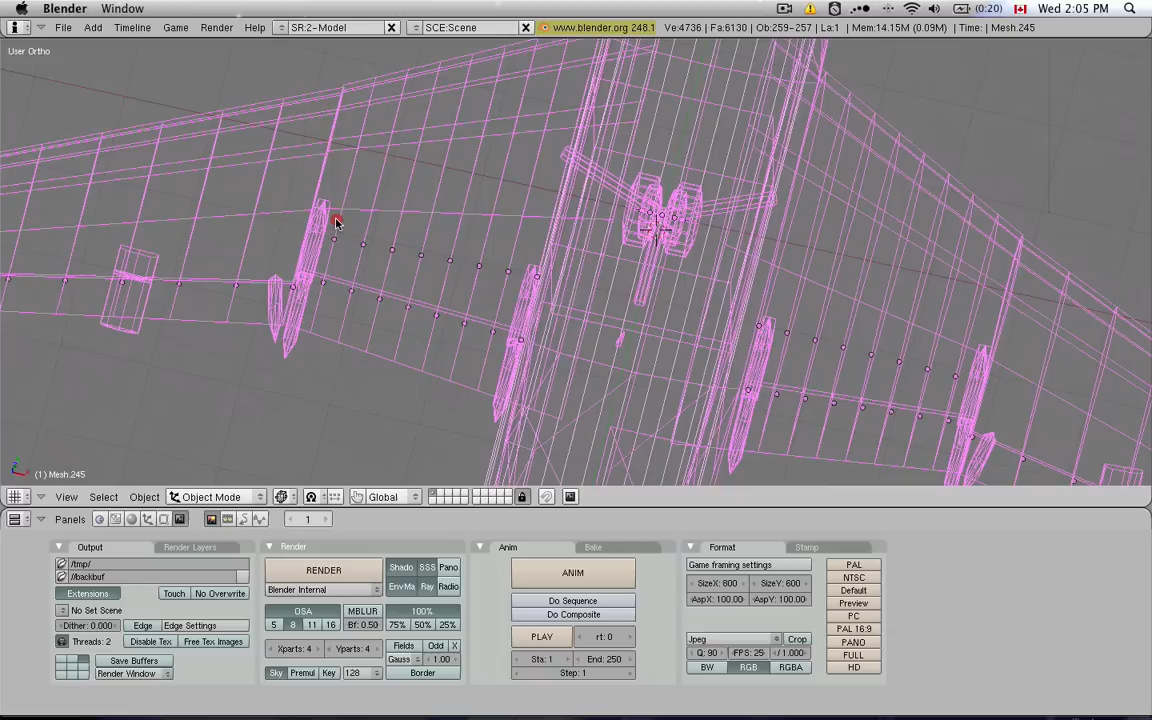 Blender Window (0:20) Wed 2:05 PM
File Add Timeline Game Render Help SR:2-Model SCE:Scene www.blender.org 248.1 Ve:4736 | Fa:6130 | Ob:259-257 | La:1 | Mem:14.15M (0.09M) | Time: | Mesh.245
User Ortho
(1) Mesh.245
View Select Object Object Mode Global
Panels 1
Output Render Layers Render Anim Bake Format Stamp
/tmp/ RENDER Shado SSS Pano ANIM Game framing settings PAL
//backbuf EnvMa Ray Radio SizeX: 800 SizeY: 600 NTSC
Extensions Touch No Overwrite Blender Internal Do Sequence AspX: 100.00 AspY: 100.00 Default
No Set Scene OSA MBLUR 100% Do Composite Preview
Dither: 0.000 Edge Edge Settings 5 8 11 16 Bf: 0.50 75% 50% 25% PC
Threads: 2 Disable Tex Free Tex Images PLAY rt: 0 Jpeg Crop PAL 16:9
Save Buffers Xparts: 4 Yparts: 4 Fields Odd X Sta: 1 End: 250 Q: 90 FPS: 25 / 1.000 PANO
Render Window Sky Premul Key 128 Gauss 1.00 Border Step: 1 BW RGB RGBA FULL
HD